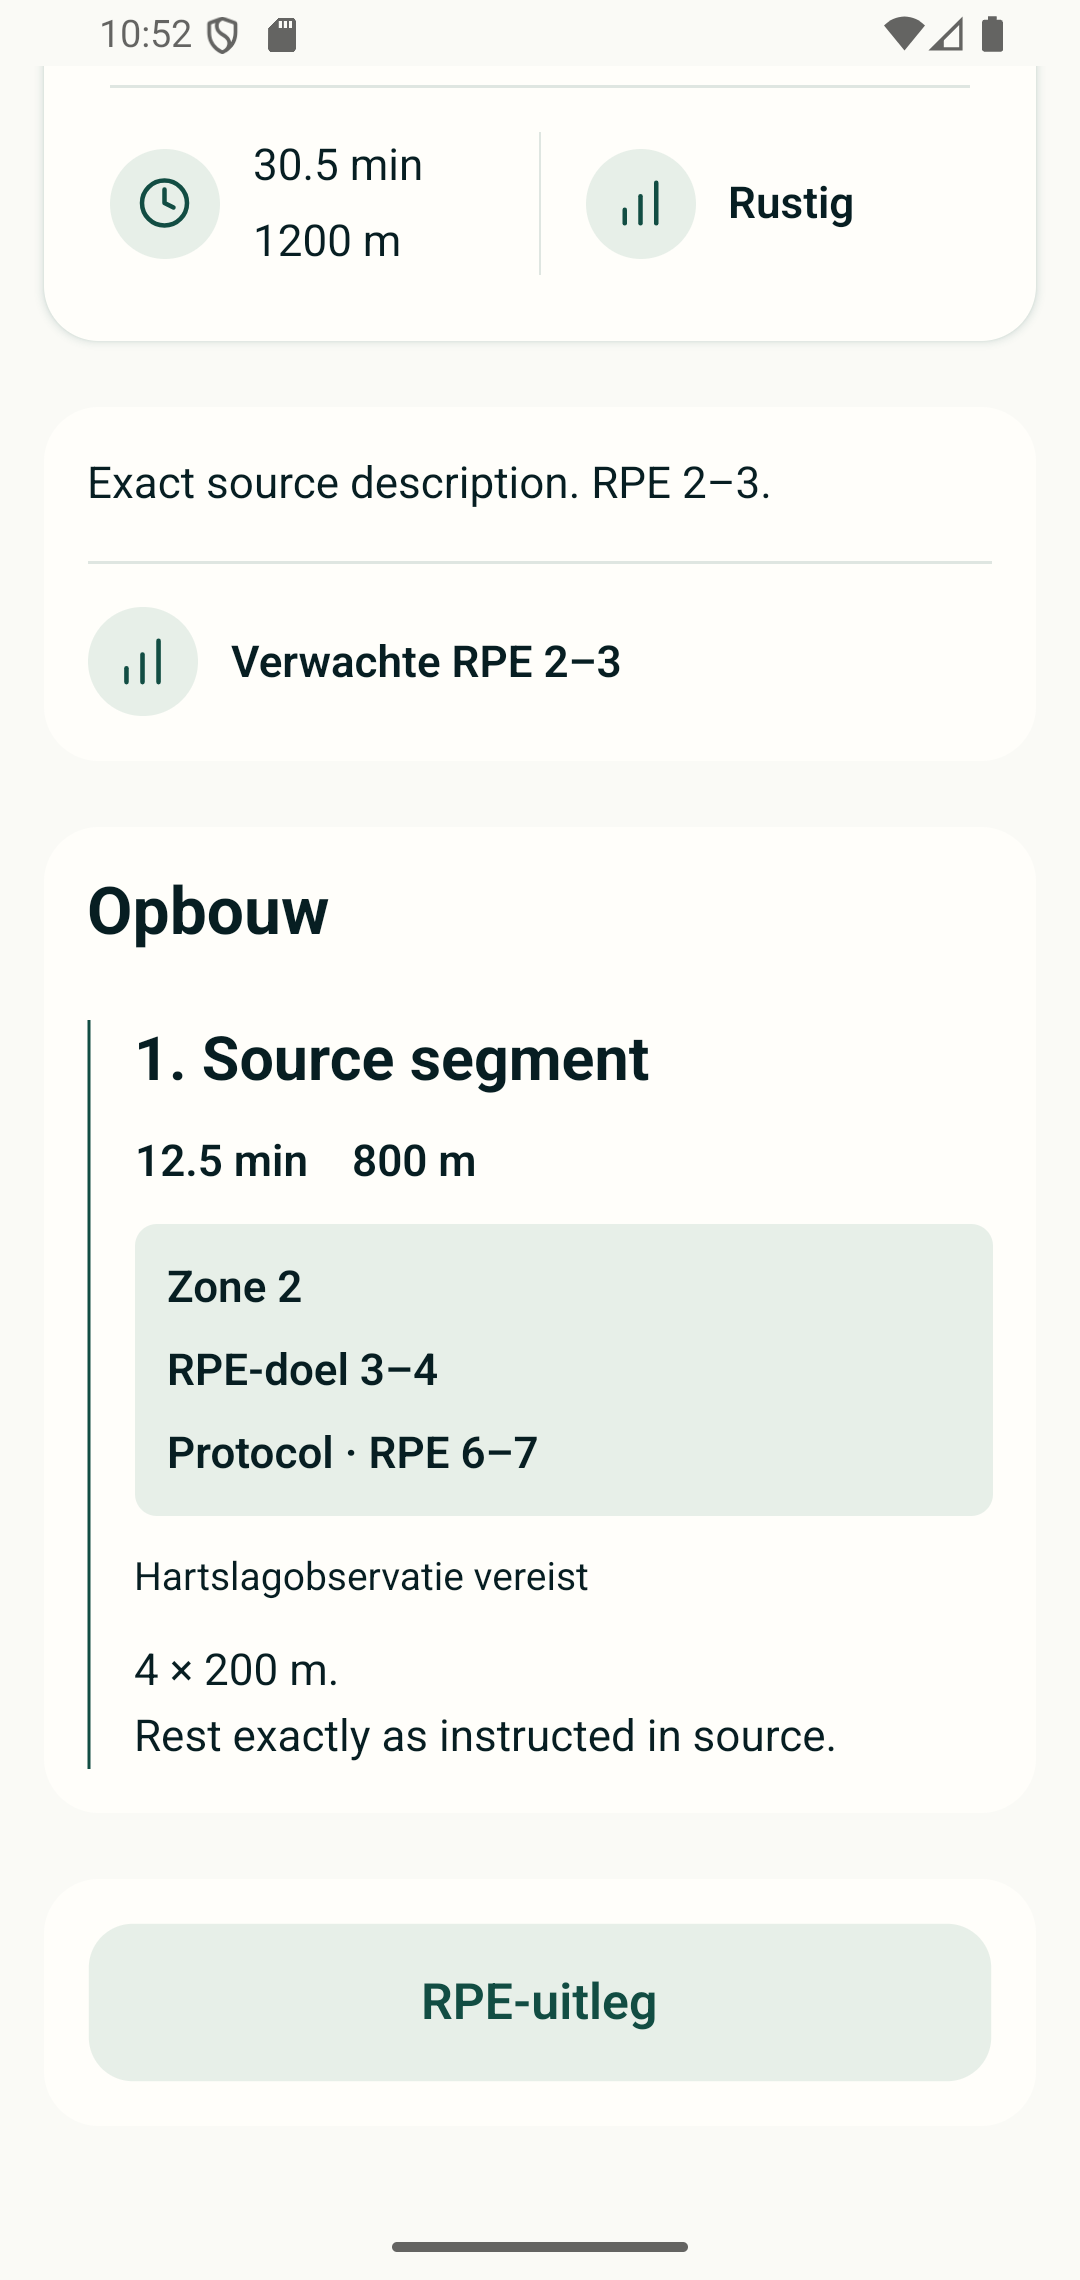 10:52
30.5 min
1200 m
Rustig
Exact source description. RPE 2–3.
Verwachte RPE 2–3
Opbouw
1. Source segment
12.5 min 800 m
Zone 2
RPE-doel 3–4
Protocol · RPE 6–7
Hartslagobservatie vereist
4 × 200 m.
Rest exactly as instructed in source.
RPE-uitleg